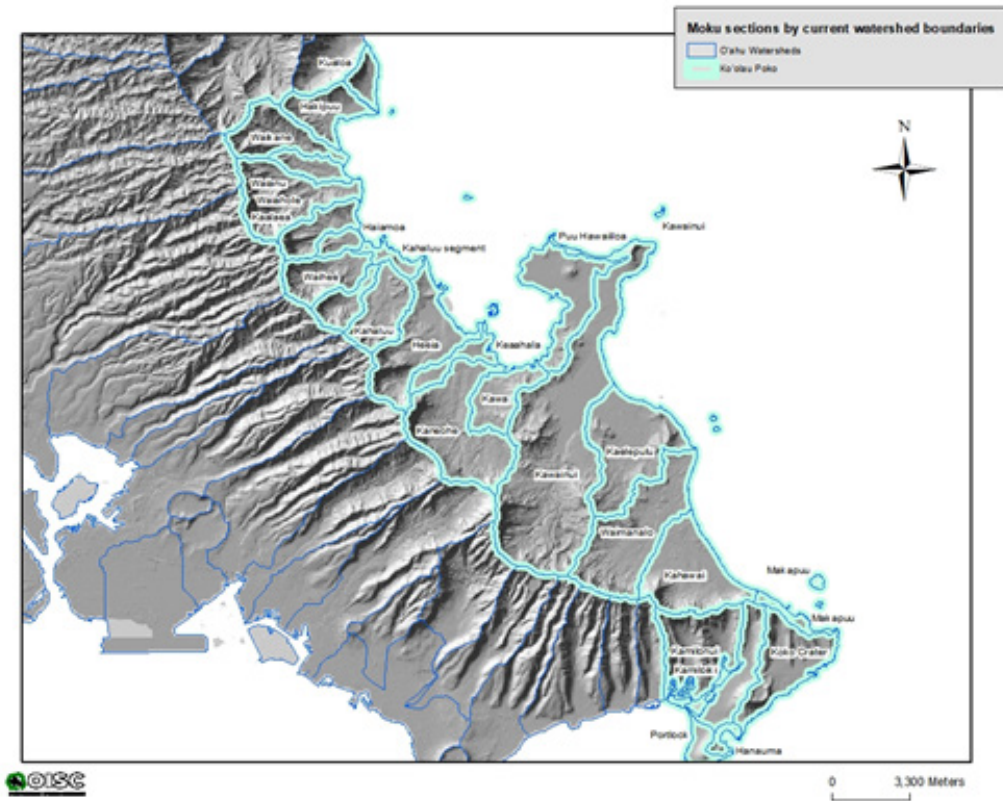 Moku sections by current watershed boundaries
O'ahu Watersheds
Ko'olau Poko
N
Kualoa
Hakipuu
Waikane
Waianu
Waiahole
Kaalaea
Haiamoa
Kahaluu segment
Puu Hawaiiloa
Kawainui
Waihee
Kahaluu
Heeia
Keaahala
Kawa
Kaneohe
Kaelepulu
Kawainui
Waimanalo
Kahawai
Makapuu
Makapuu
Kamilonui
Kamiloiki
Koko Crater
Portlock
Hanauma
OISC
0 3,300 Meters